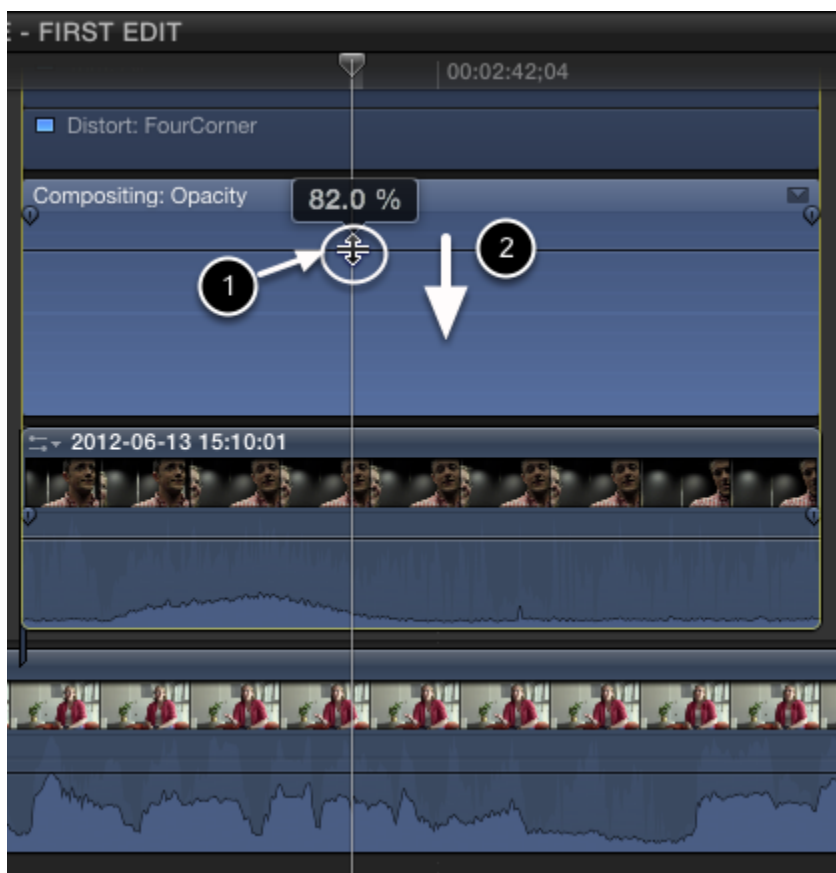 - FIRST EDIT
00:02:42;04
Distort: FourCorner
Compositing: Opacity
82.0 %
1
2
2012-06-13 15:10:01